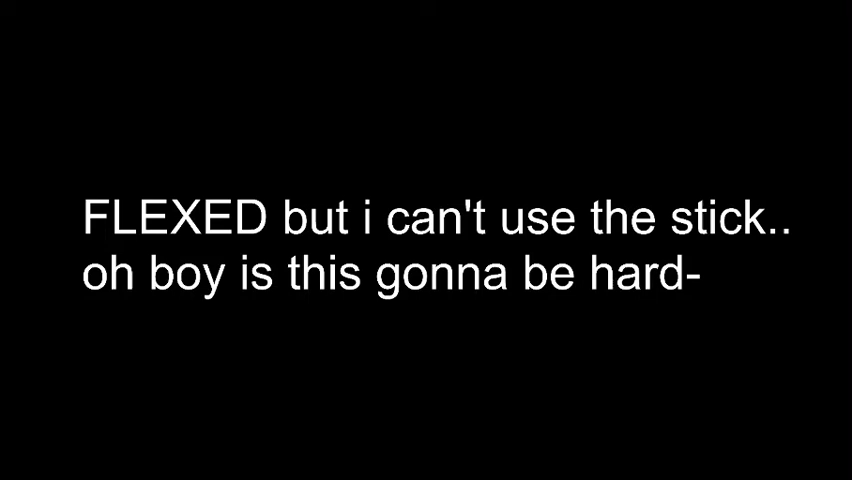 FLEXED but i can't use the stick..
oh boy is this gonna be hard-